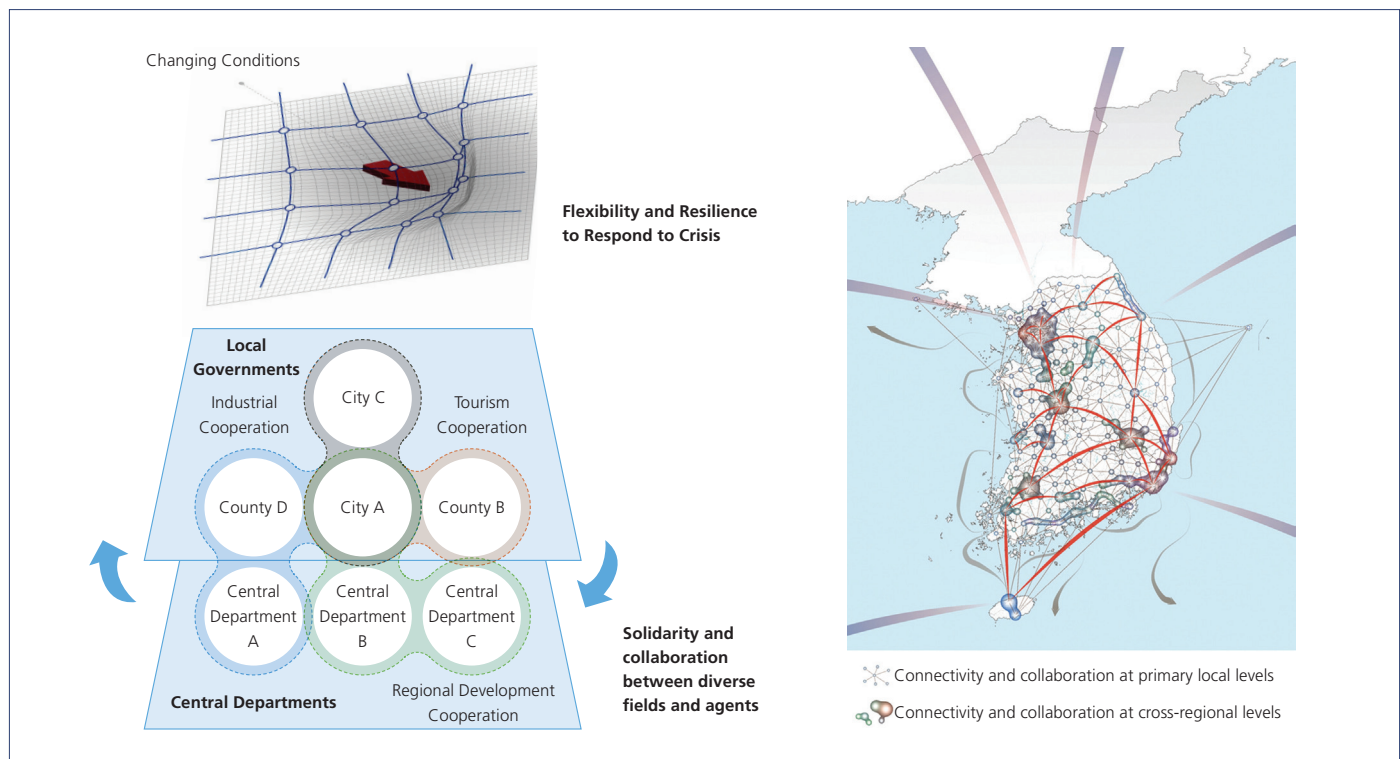 Changing Conditions
Flexibility and Resilience
to Respond to Crisis
Local
Governments
Industrial
Cooperation
City C
Tourism
Cooperation
County D
City A
County B
Central
Department
A
Central
Department
B
Central
Department
C
Central Departments
Regional Development
Cooperation
Solidarity and
collaboration
between diverse
fields and agents
Connectivity and collaboration at primary local levels
Connectivity and collaboration at cross-regional levels